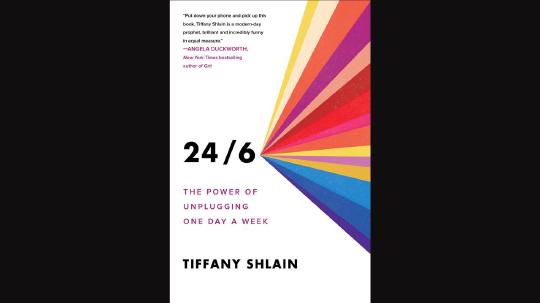 "Put down your phone and pick up this
book. Tiffany Shlain is a modern-day
prophet, brilliant and incredibly funny
in equal measure."
—ANGELA DUCKWORTH,
New York Times bestselling
author of Grit
24/6
THE POWER OF
UNPLUGGING
ONE DAY A WEEK
TIFFANY SHLAIN